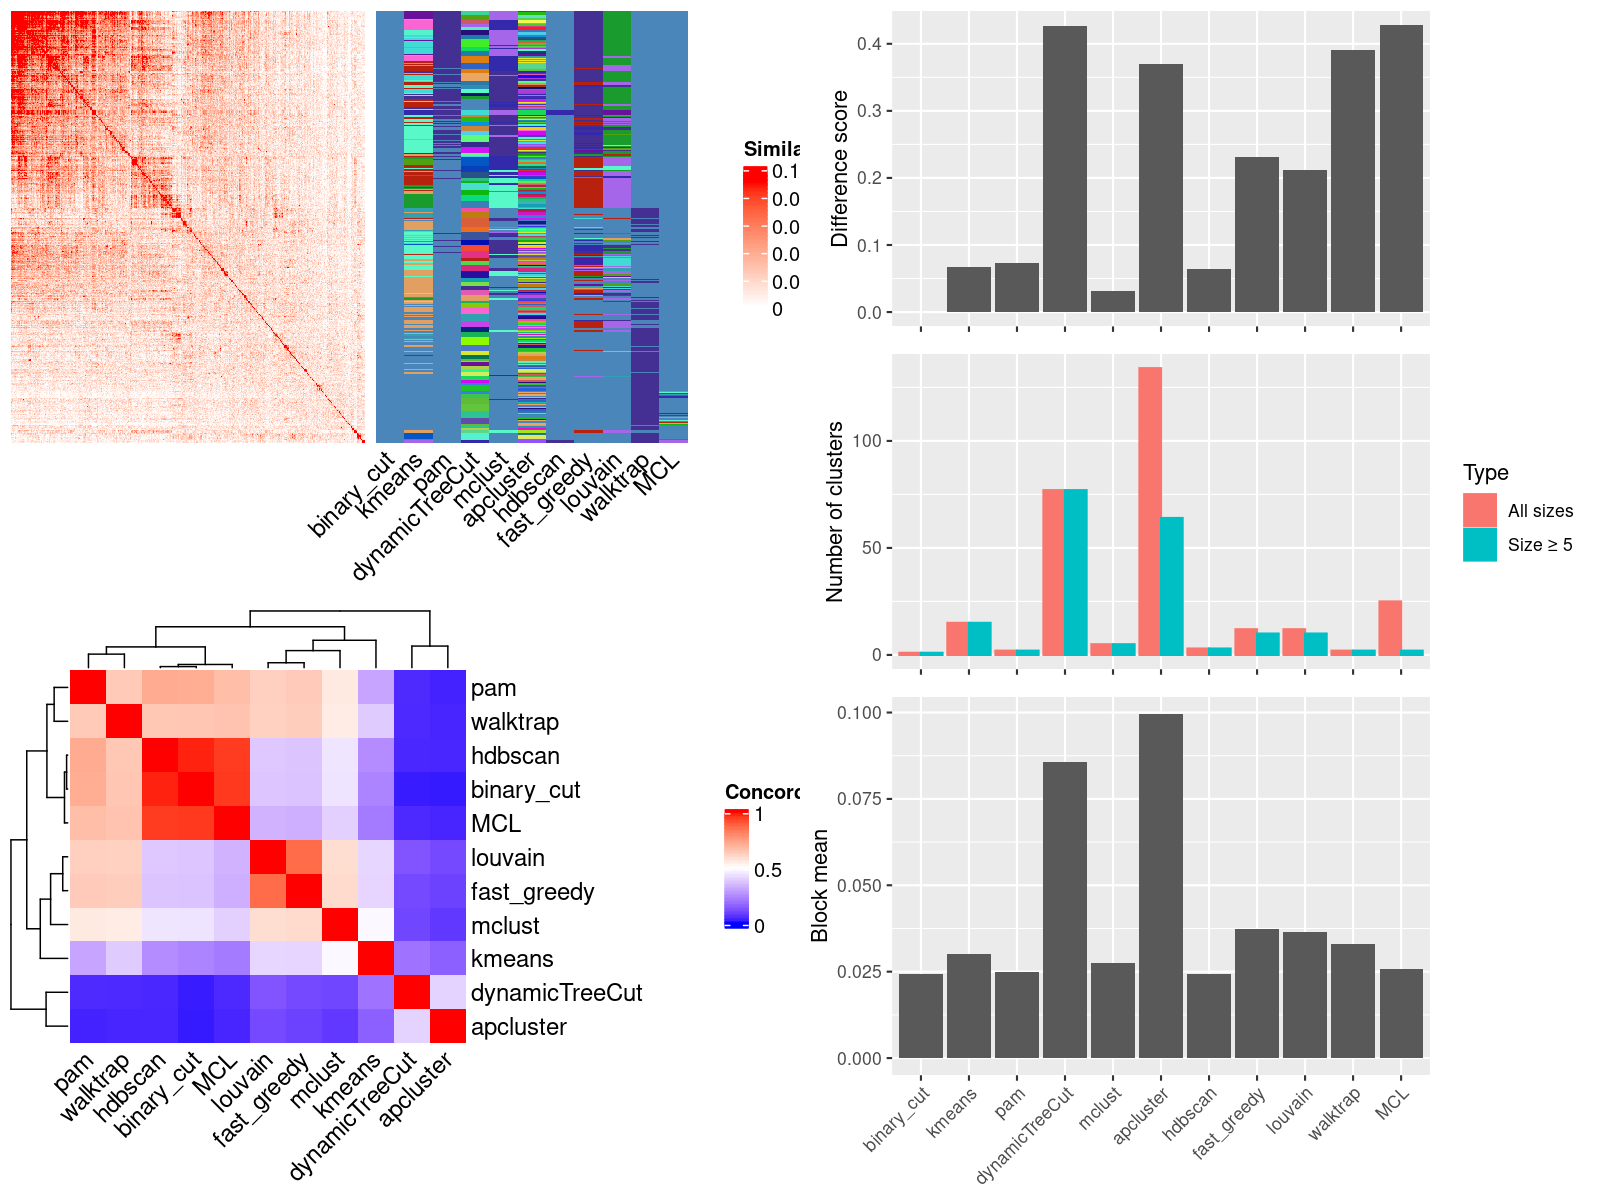 Simila
0.1
0.0
0.0
0.0
0.0
0
binary_cut
kmeans
pam
dynamicTreeCut
mclust
apcluster
hdbscan
fast_greedy
louvain
walktrap
MCL
pam
walktrap
hdbscan
binary_cut
MCL
louvain
fast_greedy
mclust
kmeans
dynamicTreeCut
apcluster
pam
walktrap
hdbscan
binary_cut
MCL
louvain
fast_greedy
mclust
kmeans
dynamicTreeCut
apcluster
Concord
1
0.5
0
Difference score
0.4
0.3
0.2
0.1
0.0
Number of clusters
100
50
0
Type
All sizes
Size ≥ 5
Block mean
0.100
0.075
0.050
0.025
0.000
binary_cut
kmeans
pam
dynamicTreeCut
mclust
apcluster
hdbscan
fast_greedy
louvain
walktrap
MCL